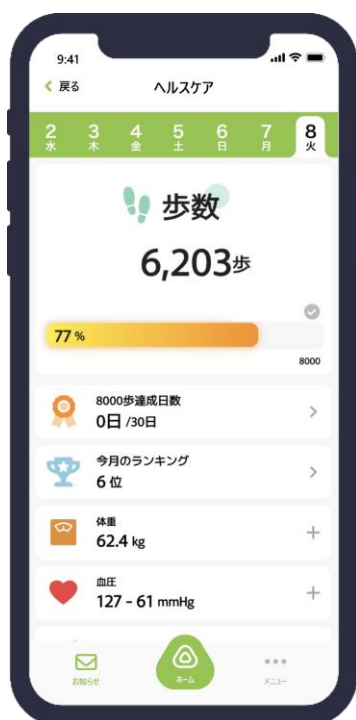 9:41
戻る ヘルスケア
2 3 4 5 6 7 8
水 木 金 土 日 月 火
歩数
6,203歩
77 %
8000
8000歩達成日数
0日 /30日
今月のランキング
6 位
体重
62.4 kg
血圧
127 - 61 mmHg
お知らせ ホーム メニュー